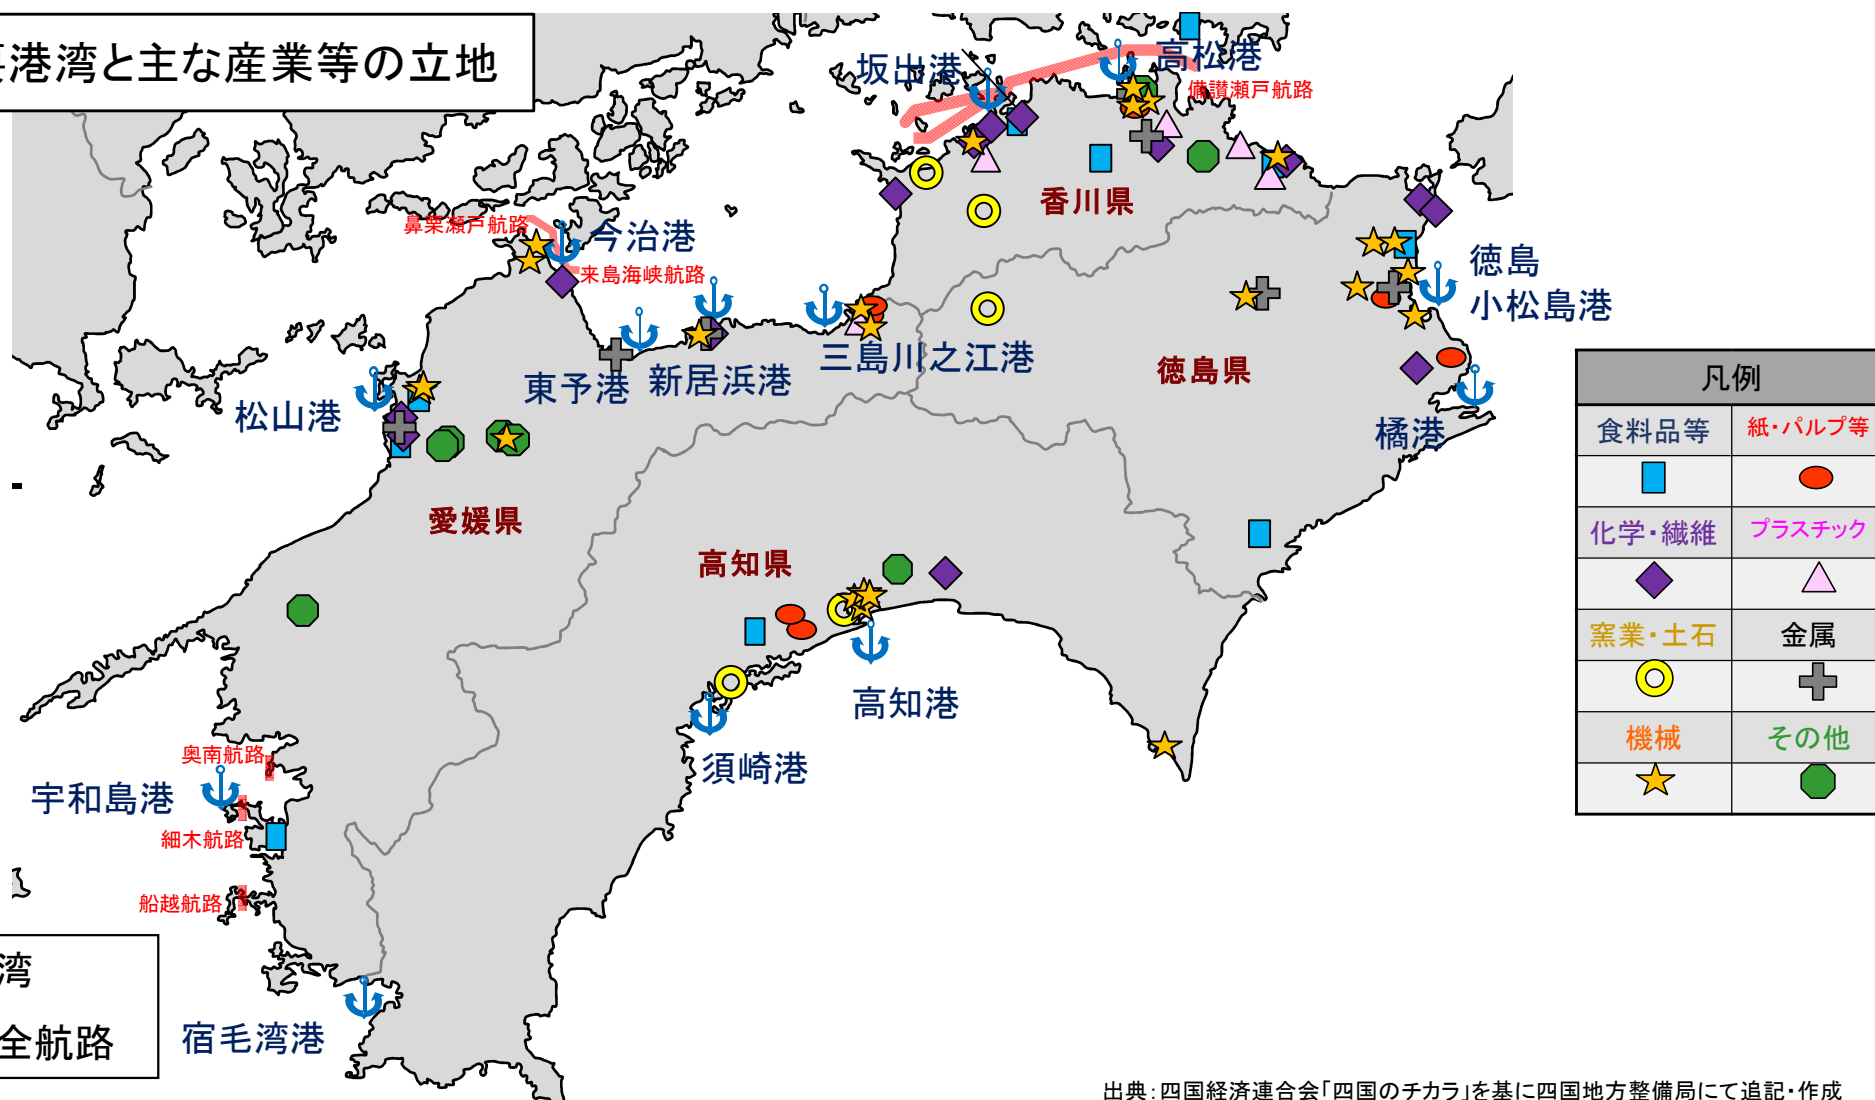 港湾と主な産業等の立地
坂出港
高松港
備讃瀬戸航路
香川県
鼻栗瀬戸航路
今治港
来島海峡航路
徳島
小松島港
三島川之江港
東予港
新居浜港
徳島県
松山港
橘港
愛媛県
高知県
高知港
須崎港
奥南航路
宇和島港
細木航路
船越航路
湾
全航路
宿毛湾港
凡例
食料品等
紙・パルプ等
化学・繊維
プラスチック
窯業・土石
金属
機械
その他
出典：四国経済連合会「四国のチカラ」を基に四国地方整備局にて追記・作成